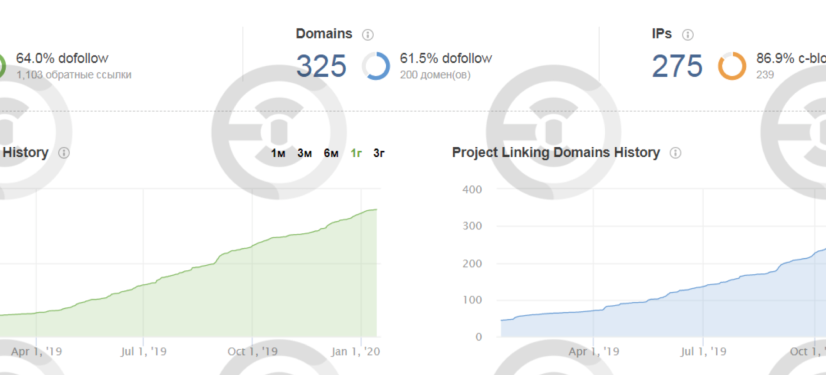 Domains
IPs
64.0% dofollow
1,103 обратные ссылки
325
61.5% dofollow
200 домен(ов)
275
86.9% c-blo
239
History
1м 3м 6м 1г 3г
Project Linking Domains History
400
300
200
100
0
Apr 1, '19
Jul 1, '19
Oct 1, '19
Jan 1, '20
Apr 1, '19
Jul 1, '19
Oct 1, '